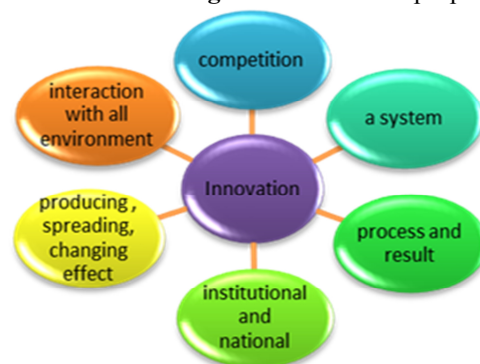 competition
interaction
with all
environment
a system
Innovation
producing ,
spreading,
changing
effect
process and
result
institutional
and
national